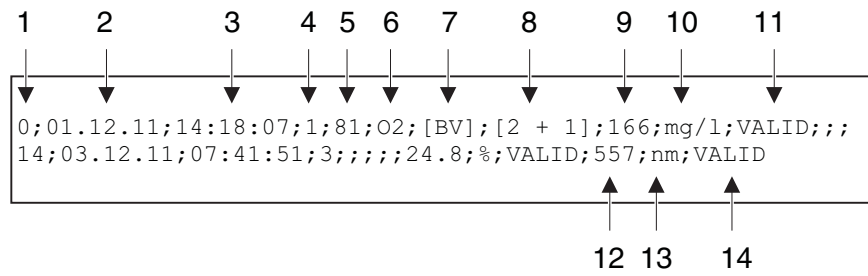 1 2 3 4 5 6 7 8 9 10 11
0;01.12.11;14:18:07;1;81;O2;[BV];[2 + 1];166;mg/l;VALID;;;
14;03.12.11;07:41:51;3;;;;;24.8;%;VALID;557;nm;VALID
12 13 14